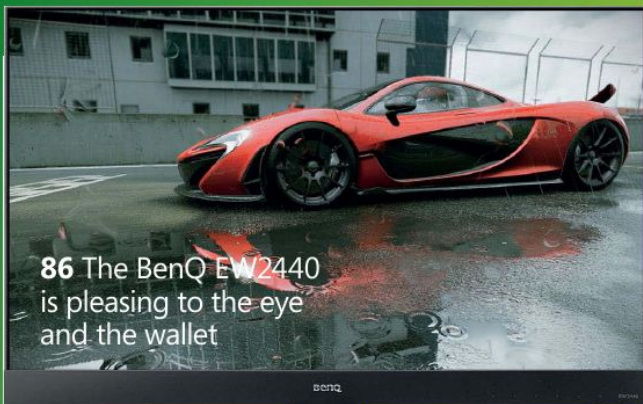 86 The BenQ EW2440
is pleasing to the eye
and the wallet
BenQ